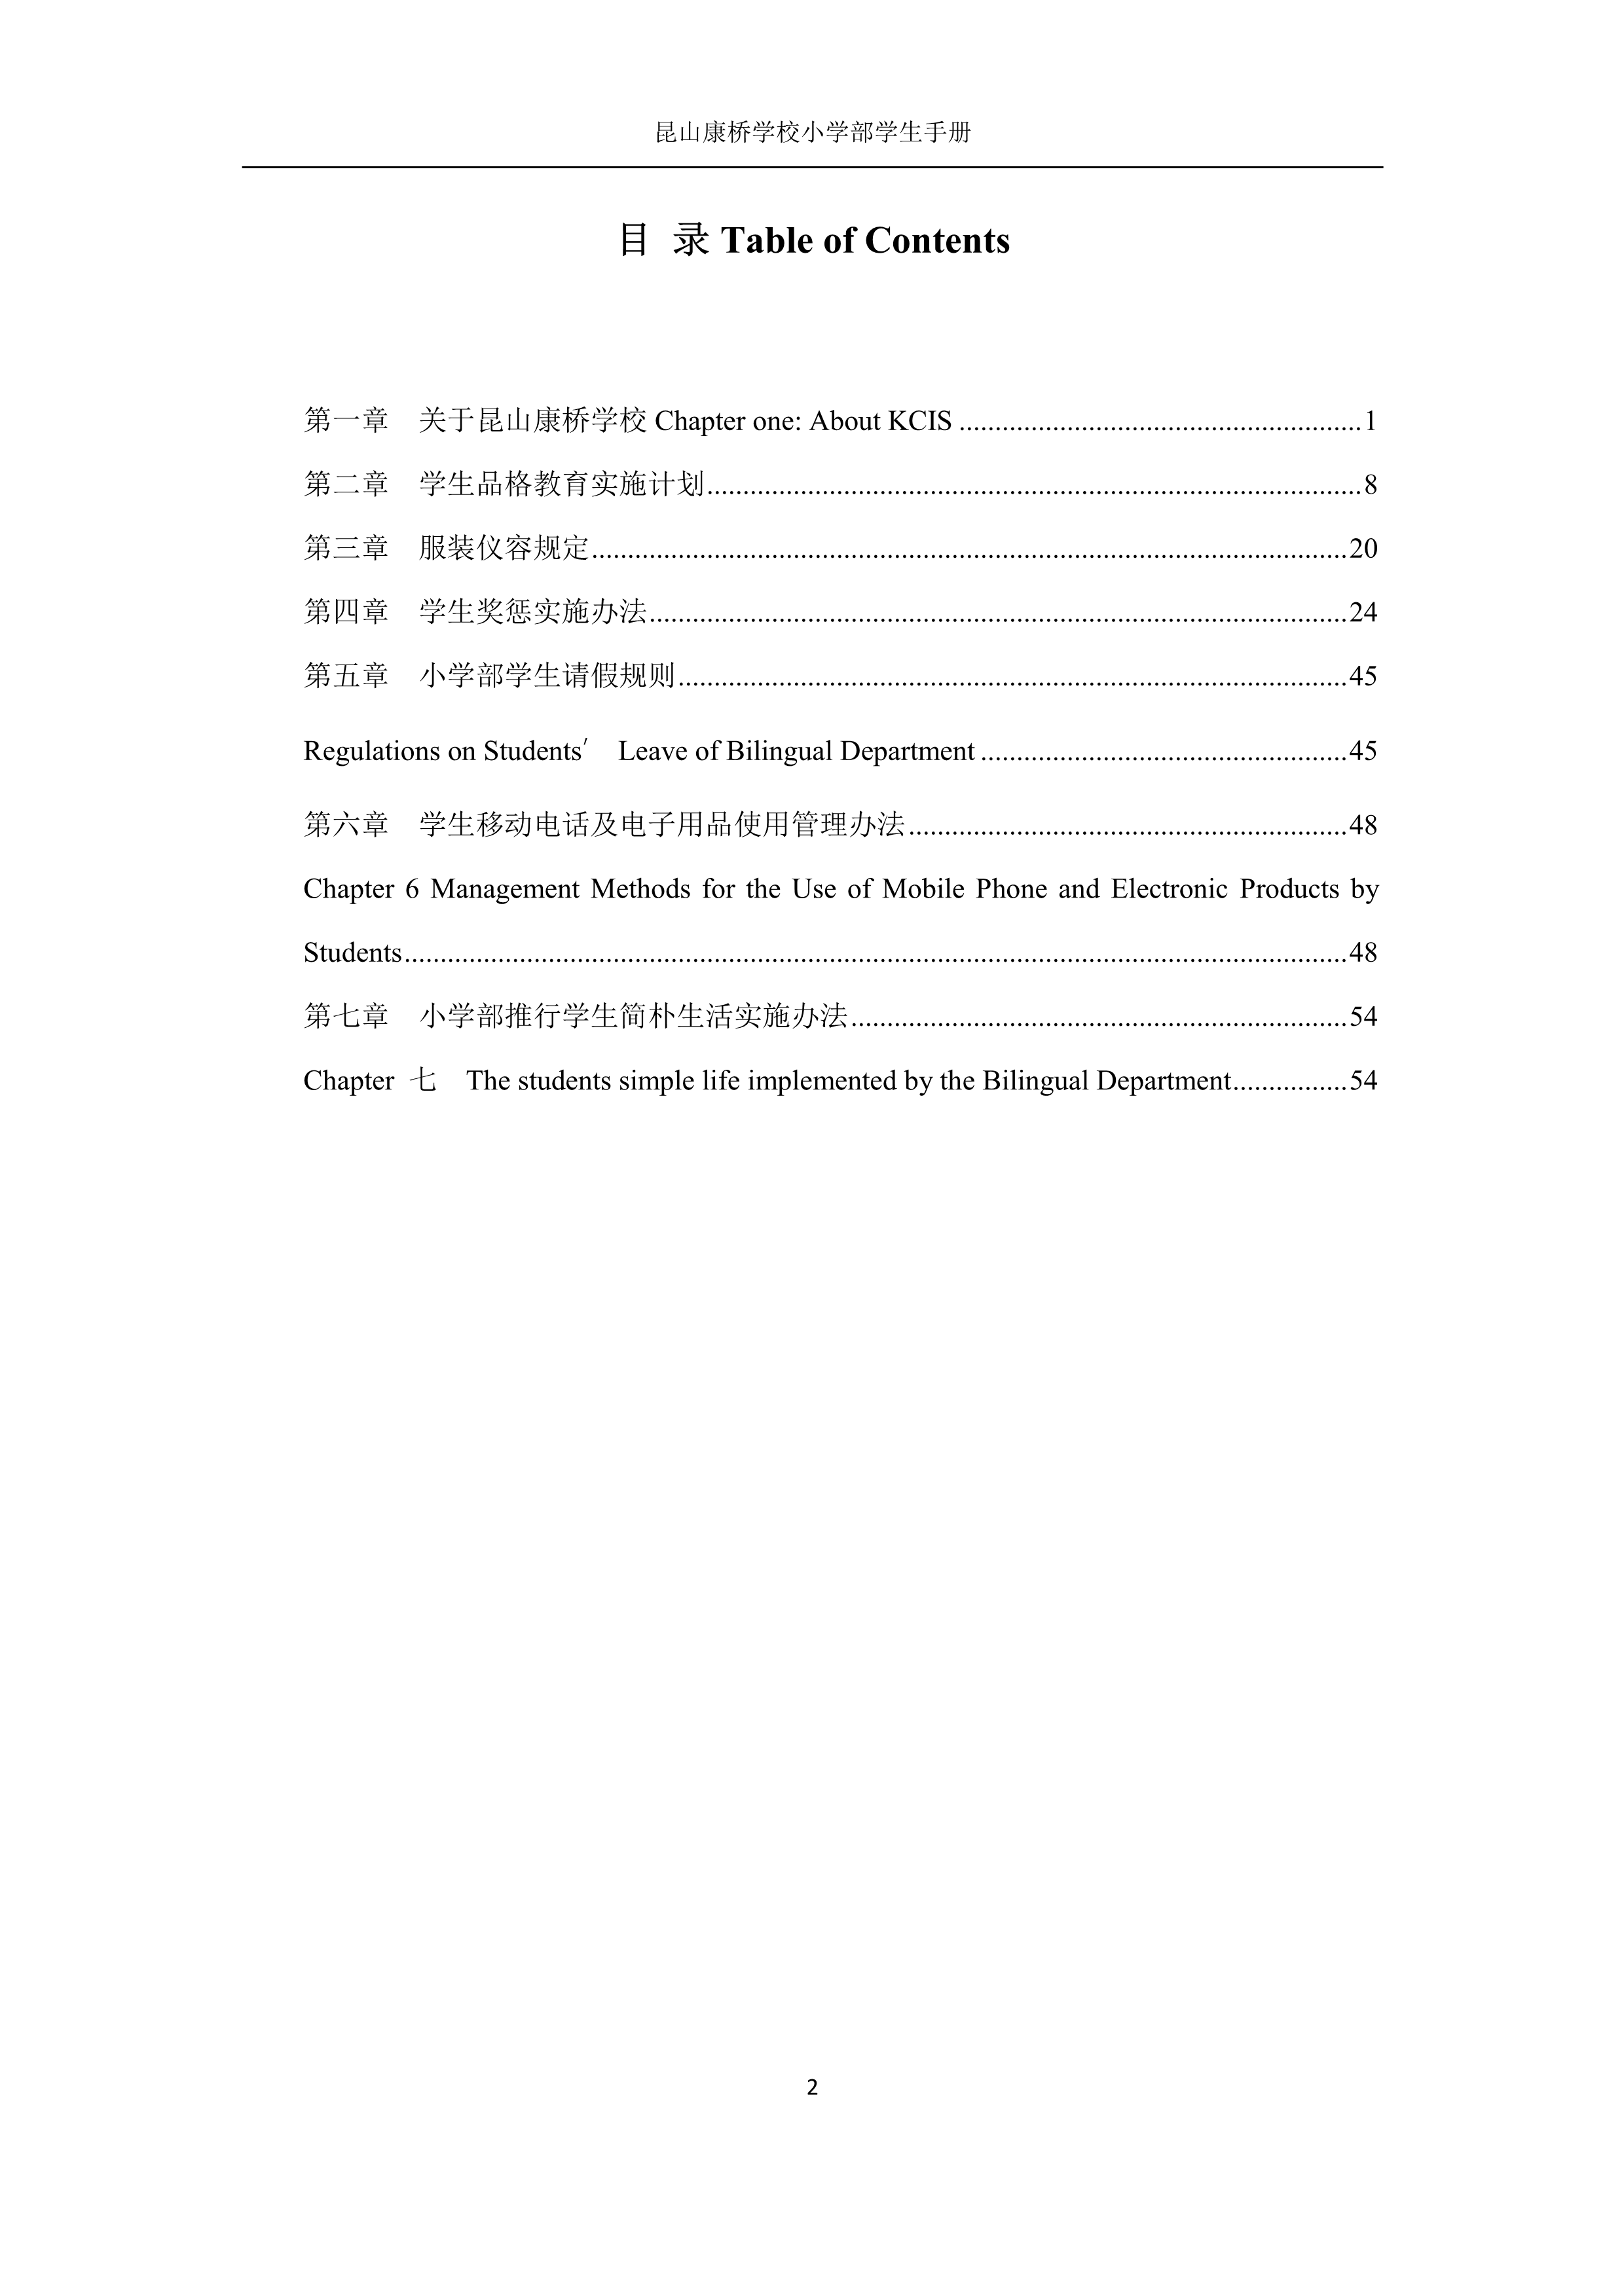 昆山康桥学校小学部学生手册
目 录 Table of Contents
第一章 关于昆山康桥学校 Chapter one: About KCIS ........................................................ 1
第二章 学生品格教育实施计划........................................................ 8
第三章 服装仪容规定........................................................ 20
第四章 学生奖惩实施办法........................................................ 24
第五章 小学部学生请假规则........................................................ 45
Regulations on Students′ Leave of Bilingual Department ........................................................ 45
第六章 学生移动电话及电子用品使用管理办法........................................................ 48
Chapter 6 Management Methods for the Use of Mobile Phone and Electronic Products by
Students........................................................ 48
第七章 小学部推行学生简朴生活实施办法........................................................ 54
Chapter 七 The students simple life implemented by the Bilingual Department................ 54
2